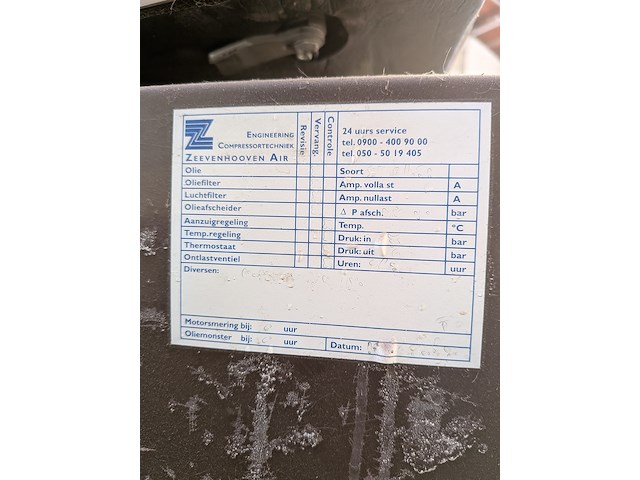 Z
ENGINEERING
COMPRESSORTECHNIEK
ZEEVENHOOVEN AIR
Revisie
Vervang.
Controle
24 uurs service
tel. 0900 - 400 90 00
tel. 050 - 50 19 405
Olie
Oliefilter
Luchtfilter
Olieafscheider
Aanzuigregeling
Temp.regeling
Thermostaat
Ontlastventiel
Soort
Amp. volla st A
Amp. nullast A
Δ P afsch. bar
Temp. °C
Druk: in bar
Druk: uit bar
Uren: uur
Diversen:
Motorsmering bij: uur
Oliemonster bij: uur
Datum: